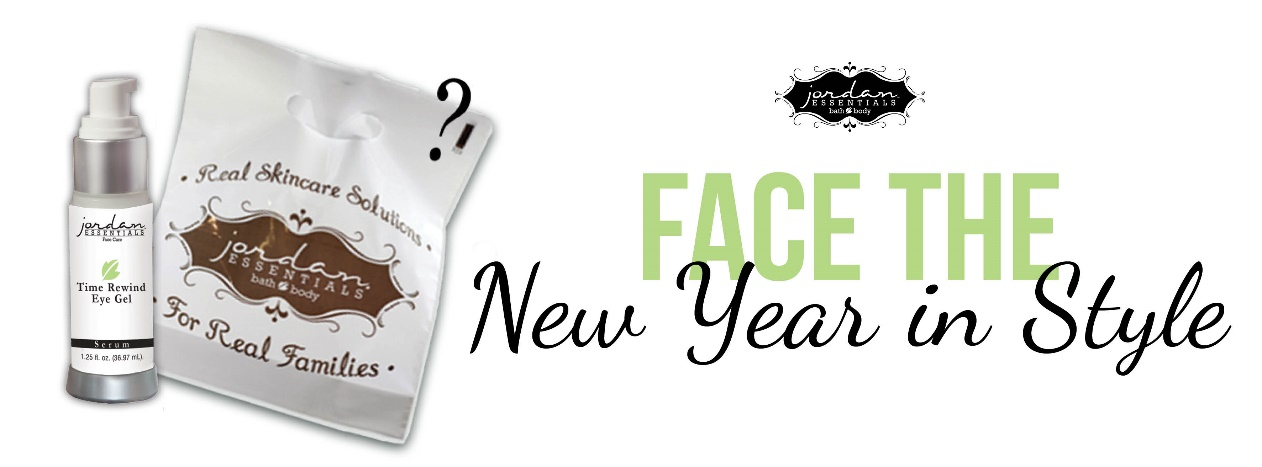 jordan
ESSENTIALS
Face Care
Time Rewind
Eye Gel
Serum
1.25 fl. oz. (36.97 mL)
?
• Real Skincare Solutions •
jordan
ESSENTIALS
bath & body
• For Real Families •
jordan
ESSENTIALS
bath & body
FACE THE
New Year in Style